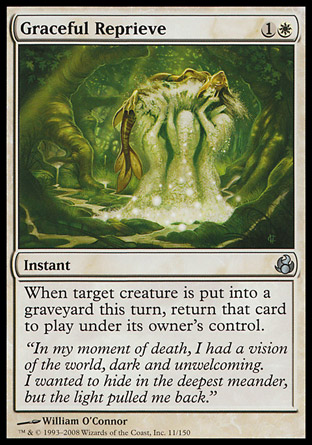 Graceful Reprieve 1
Instant
When target creature is put into a
graveyard this turn, return that card
to play under its owner's control.
“In my moment of death, I had a vision
of the world, dark and unwelcoming.
I wanted to hide in the deepest meander,
but the light pulled me back.”
William O'Connor
™ & © 1993–2008 Wizards of the Coast, Inc. 11/150